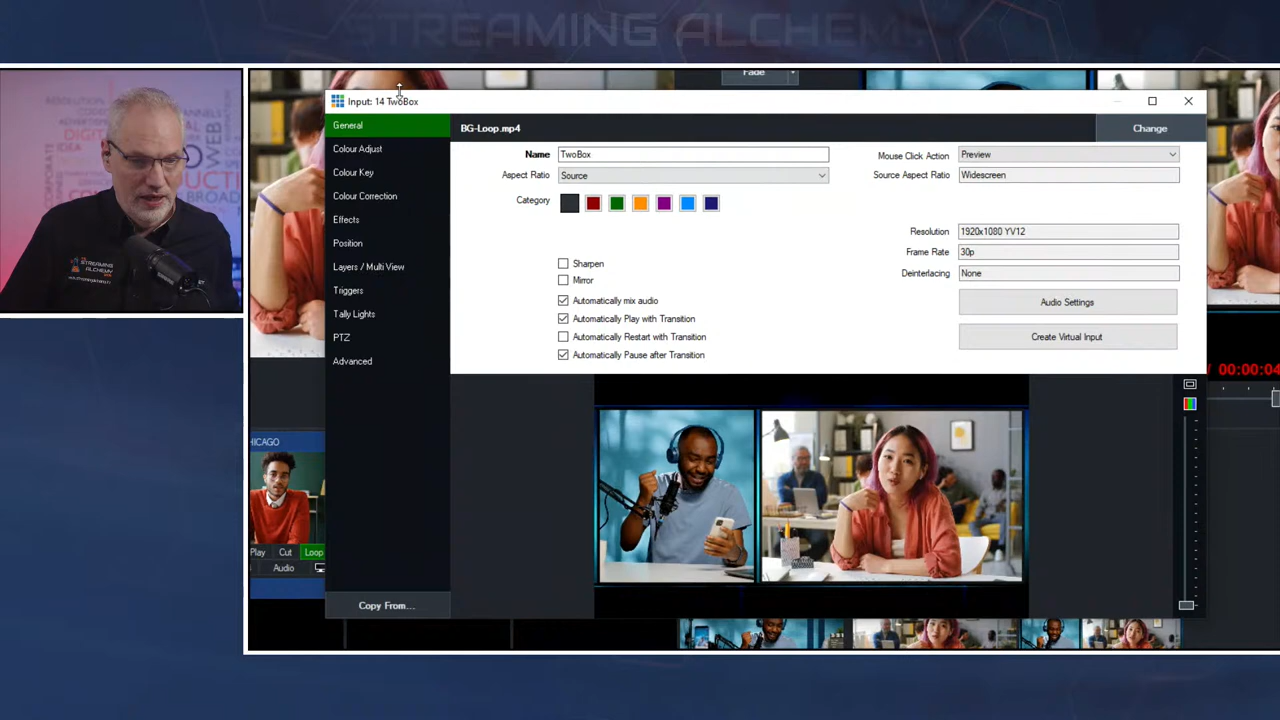 STREAMING ALCHEMY
Fade
Input: 14 TwoBox
General
BG-Loop.mp4
Change
Colour Adjust
Colour Key
Colour Correction
Effects
Position
Layers / Multi View
Triggers
Tally Lights
PTZ
Advanced
Copy From...
Name
TwoBox
Aspect Ratio
Source
Category
Sharpen
Mirror
Automatically mix audio
Automatically Play with Transition
Automatically Restart with Transition
Automatically Pause after Transition
Mouse Click Action
Preview
Source Aspect Ratio
Widescreen
Resolution
1920x1080 YV12
Frame Rate
30p
Deinterlacing
None
Audio Settings
Create Virtual Input
00:00:04
HICAGO
Play
Cut
Loop
Audio